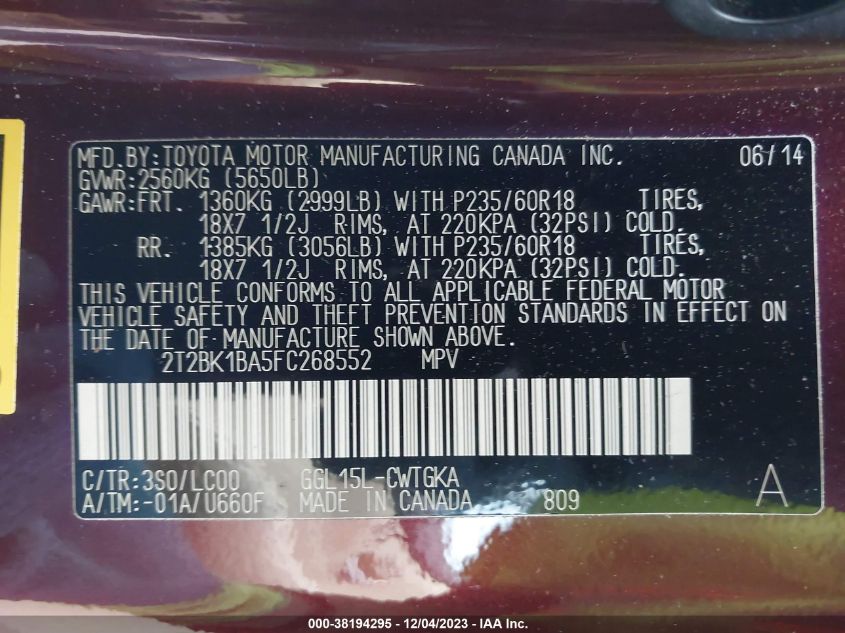 MFD.BY:TOYOTA MOTOR MANUFACTURING CANADA INC. 06/14
GVWR:2560KG (5650LB)
GAWR:FRT. 1360KG (2999LB) WITH P235/60R18 TIRES,
18X7 1/2J RIMS, AT 220KPA (32PSI) COLD.
RR. 1385KG (3056LB) WITH P235/60R18 TIRES,
18X7 1/2J RIMS, AT 220KPA (32PSI) COLD.
THIS VEHICLE CONFORMS TO ALL APPLICABLE FEDERAL MOTOR
VEHICLE SAFETY AND THEFT PREVENTION STANDARDS IN EFFECT ON
THE DATE OF MANUFACTURE SHOWN ABOVE.
2T2BK1BA5FC268552 MPV
C/TR:3S0/LC00 GGL15L-CWTGKA
A/TM:-01A/U660F MADE IN CANADA 809 A
000-38194295 - 12/04/2023 - IAA Inc.